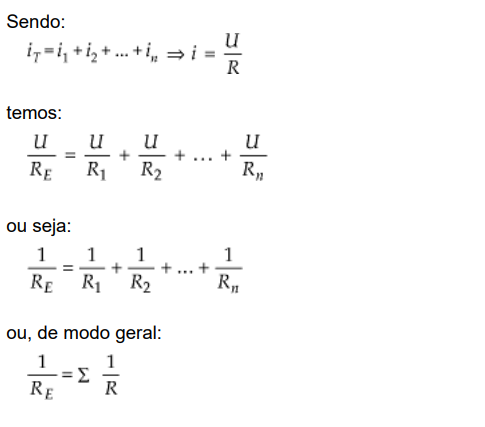 Sendo:
i_T = i_1 + i_2 + ... + i_n ⇒ i = U/R
temos:
U/R_E = U/R_1 + U/R_2 + ... + U/R_n
ou seja:
1/R_E = 1/R_1 + 1/R_2 + ... + 1/R_n
ou, de modo geral:
1/R_E = Σ 1/R